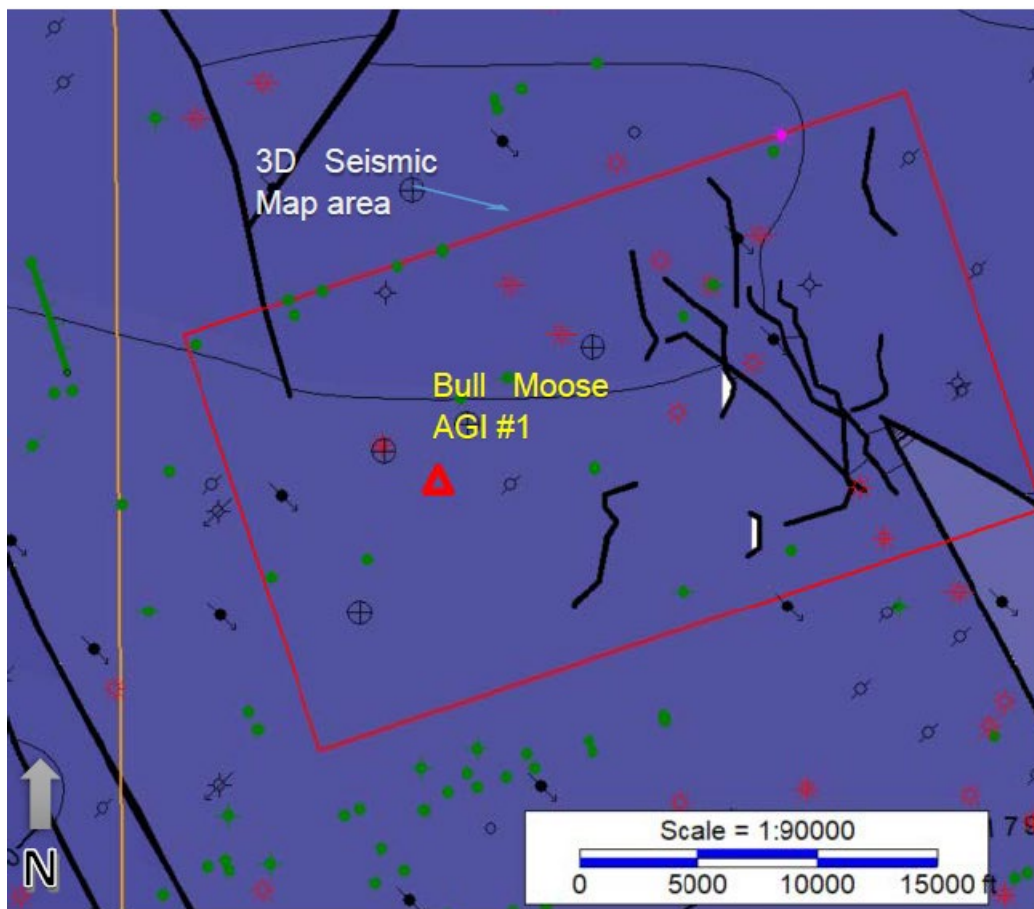 3D Seismic
Map area
Bull Moose
AGI #1
N
Scale = 1:90000
0 5000 10000 15000 ft